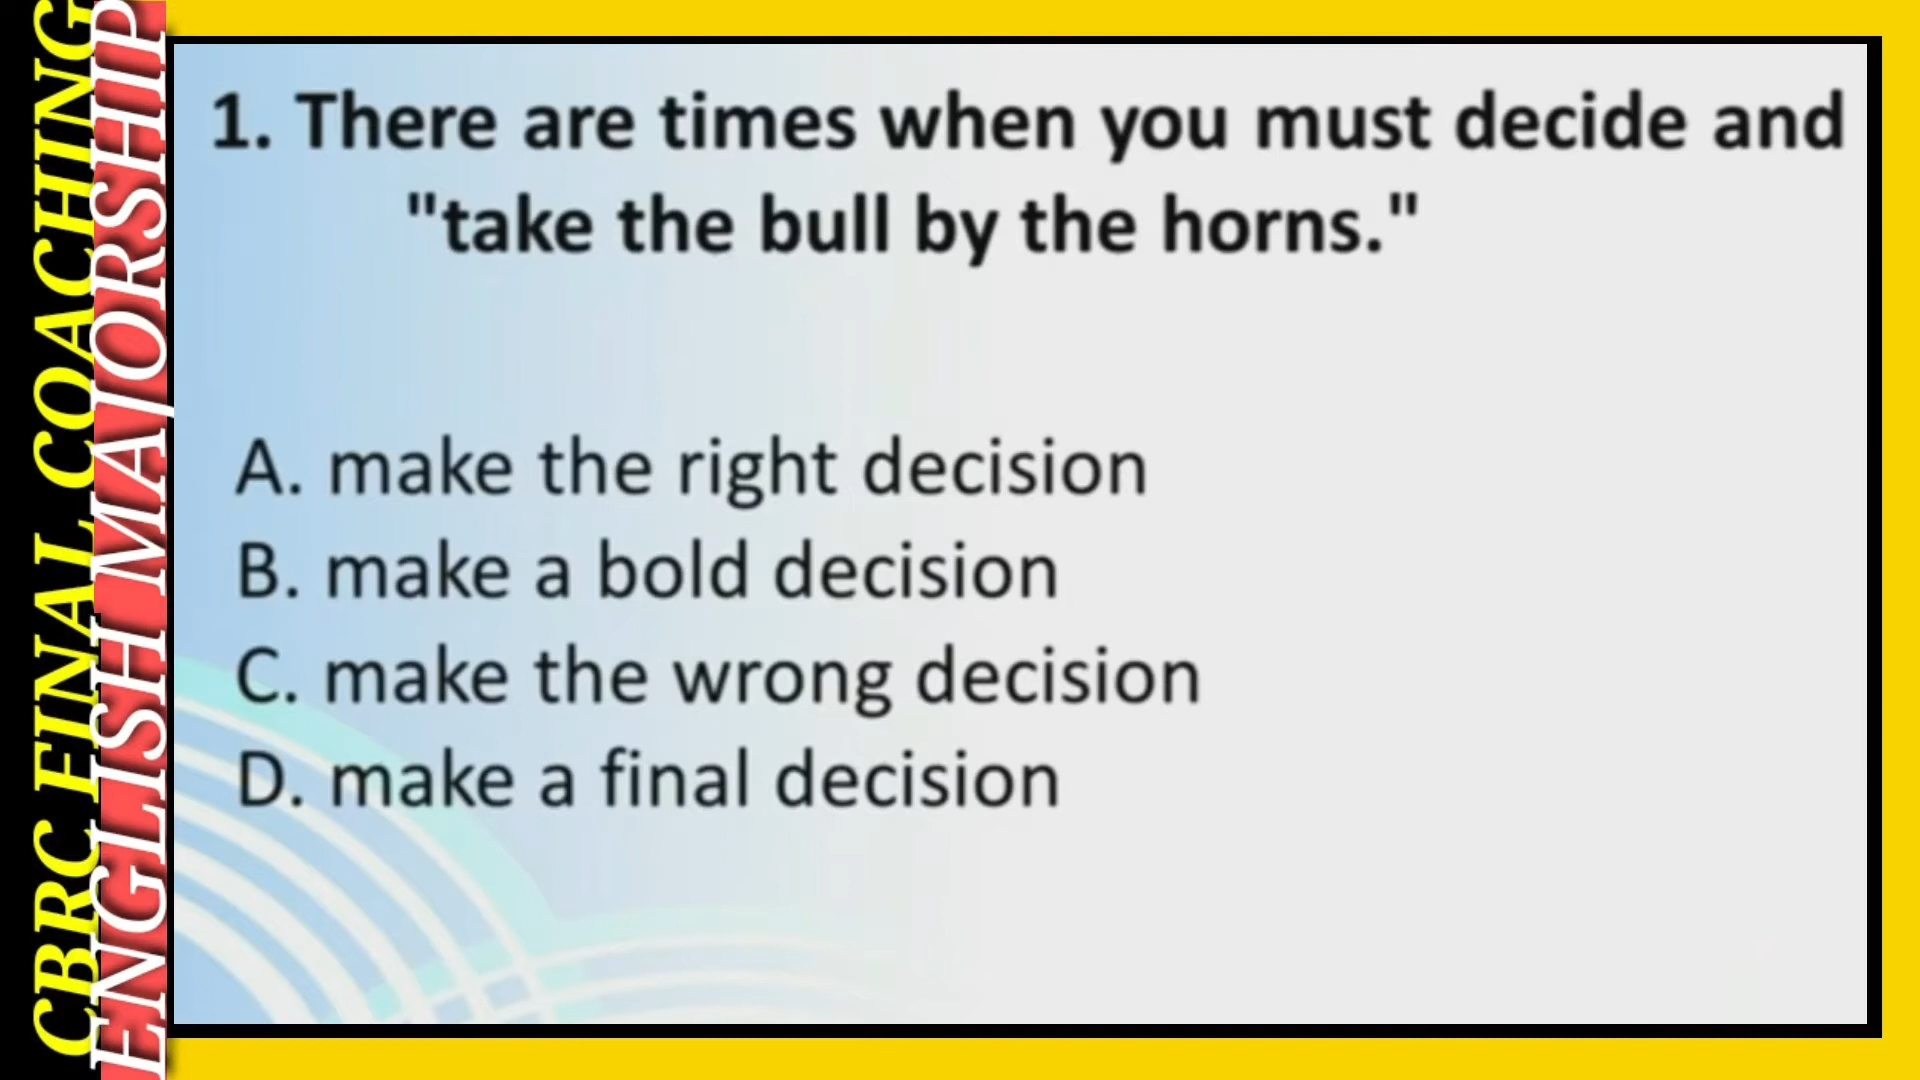 CBRC FINAL COACHING
ENGLISH MAJORSHIP
1. There are times when you must decide and
"take the bull by the horns."
A. make the right decision
B. make a bold decision
C. make the wrong decision
D. make a final decision